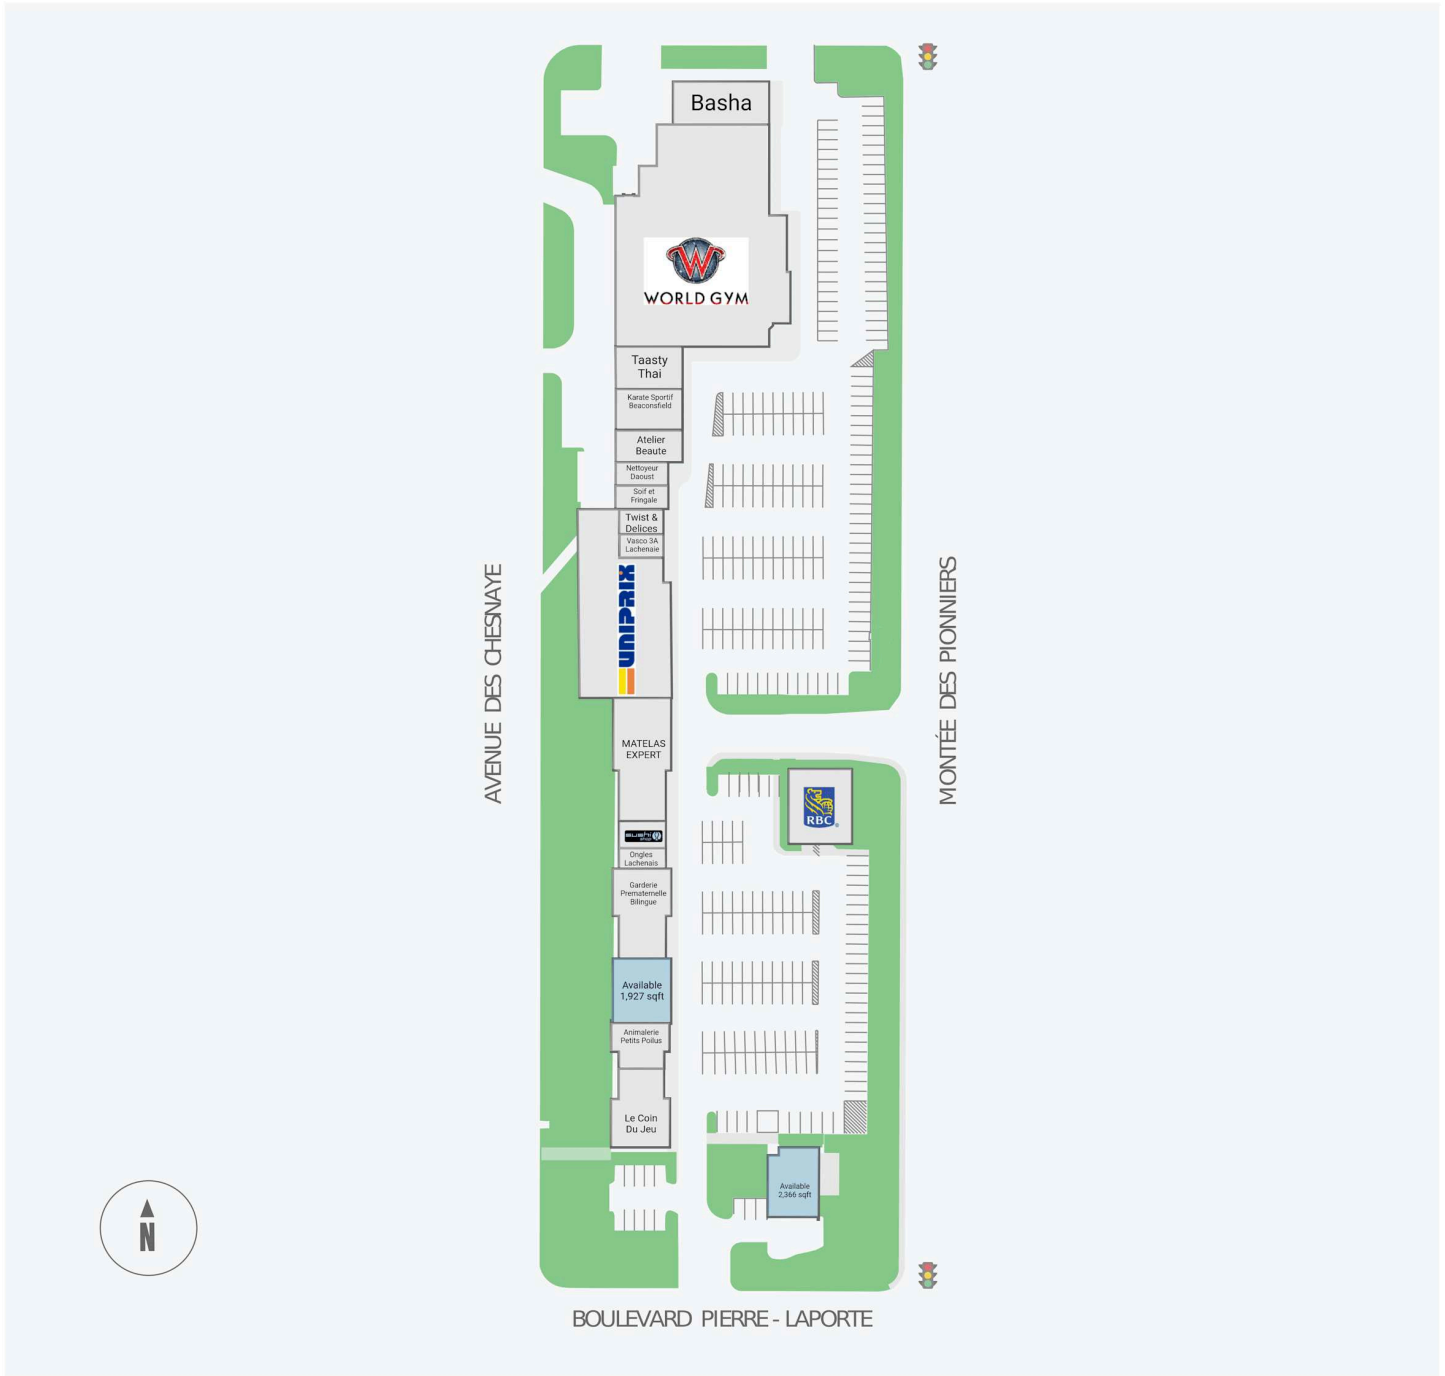 Basha
WORLD GYM
Taasty
Thai
Karate Sportif
Beaconsfield
Atelier
Beaute
Nettoyeur
Daoust
Soif et
Fringale
Twist &
Delices
Vasco 3A
Lachenaie
UNIPRIX
AVENUE DES CHESNAYE
MONTÉE DES PIONNIERS
MATELAS
EXPERT
RBC
sushi
shop
Ongles
Lachenais
Garderie
Prematernelle
Bilingue
Available
1,927 sqft
Animalerie
Petits Poilus
Le Coin
Du Jeu
Available
2,366 sqft
N
BOULEVARD PIERRE - LAPORTE